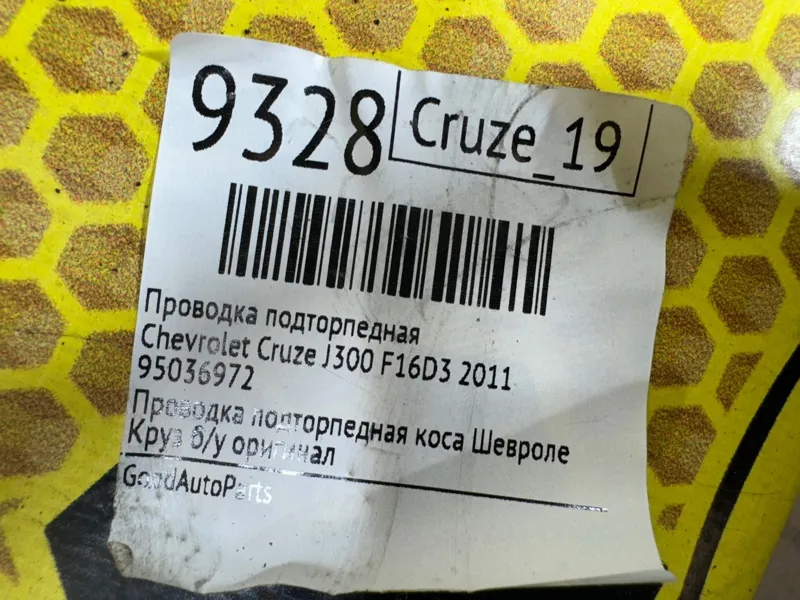 9328
Cruze_19
Проводка подторпедная
Chevrolet Cruze J300 F16D3 2011
95036972
Проводка подторпедная коса Шевроле
Круз б/у оригинал
GoodAutoParts